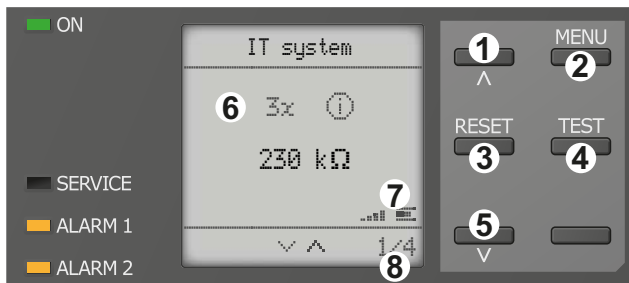 ON
IT system
6 3x i
230 kΩ
7
1/4
8
SERVICE
ALARM 1
ALARM 2
1
MENU
2
RESET
3
TEST
4
5